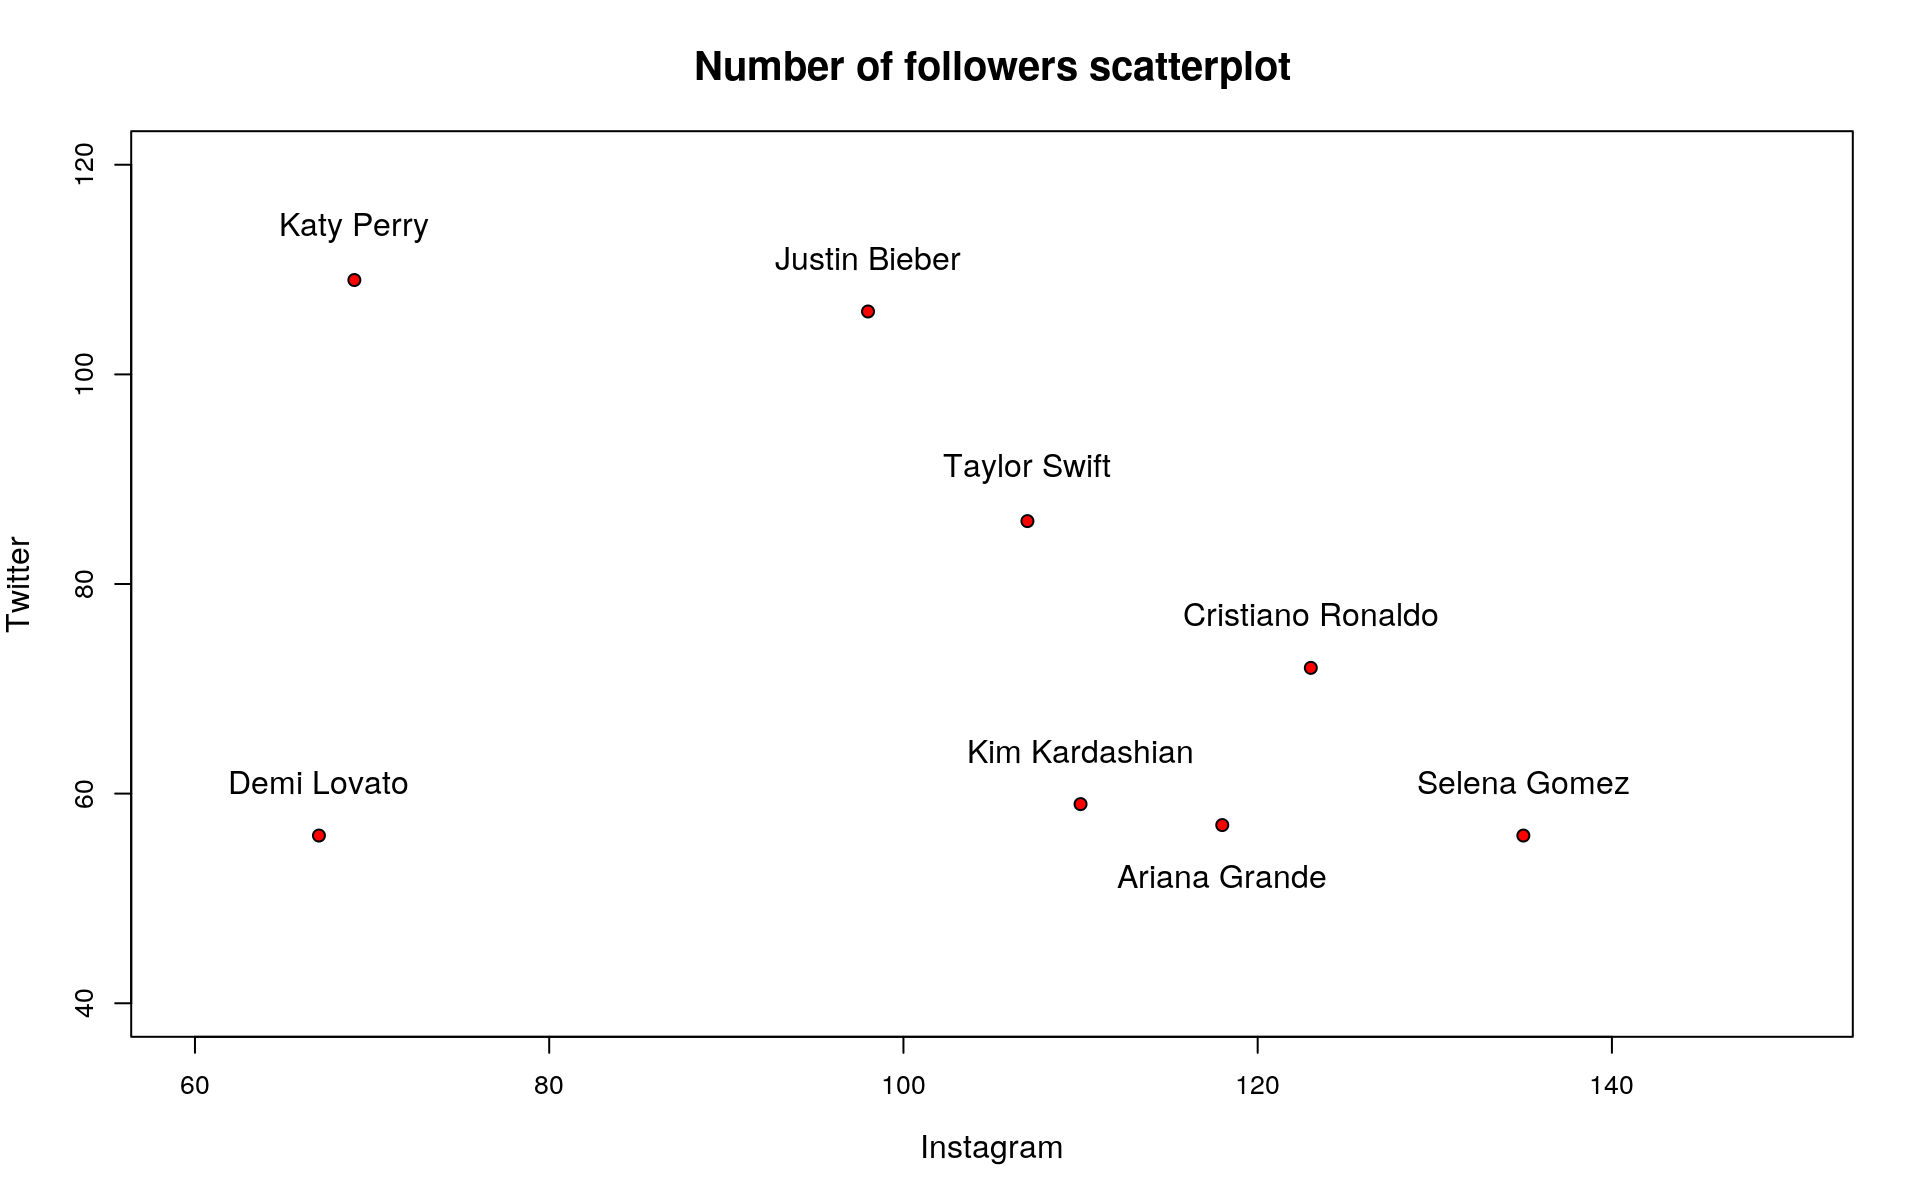 Number of followers scatterplot
Twitter
120
100
80
60
40
Katy Perry
Justin Bieber
Taylor Swift
Cristiano Ronaldo
Kim Kardashian
Demi Lovato
Selena Gomez
Ariana Grande
60 80 100 120 140
Instagram